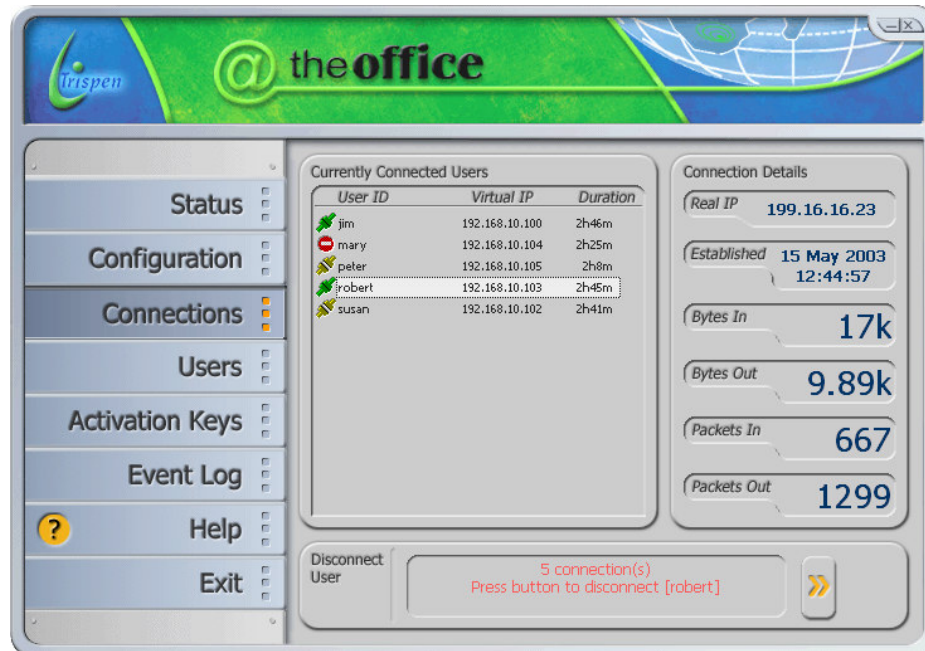 Trispen
@ the office
Status
Configuration
Connections
Users
Activation Keys
Event Log
? Help
Exit
Currently Connected Users
User ID Virtual IP Duration
jim 192.168.10.100 2h46m
mary 192.168.10.104 2h25m
peter 192.168.10.105 2h8m
robert 192.168.10.103 2h45m
susan 192.168.10.102 2h41m
Connection Details
Real IP 199.16.16.23
Established 15 May 2003
12:44:57
Bytes In 17k
Bytes Out 9.89k
Packets In 667
Packets Out 1299
Disconnect
User
5 connection(s)
Press button to disconnect [robert]